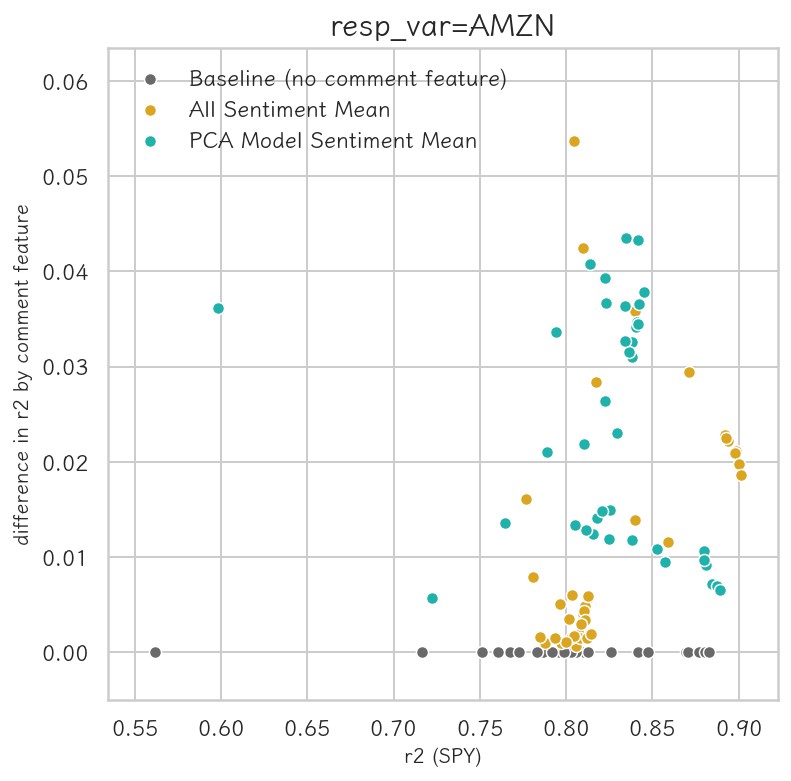 resp_var=AMZN
Baseline (no comment feature)
All Sentiment Mean
PCA Model Sentiment Mean
difference in r2 by comment feature
0.06
0.05
0.04
0.03
0.02
0.01
0.00
0.55 0.60 0.65 0.70 0.75 0.80 0.85 0.90
r2 (SPY)